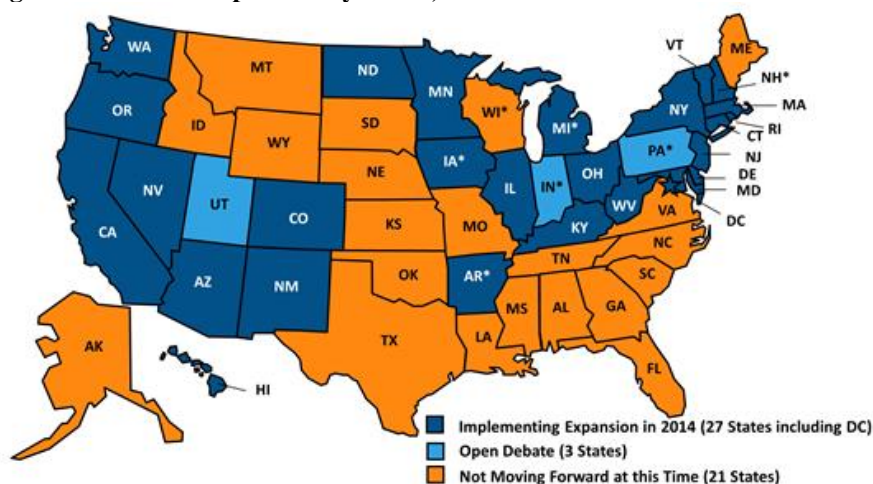 WA
OR
CA
NV
ID
MT
WY
UT
AZ
CO
NM
ND
SD
NE
KS
OK
TX
MN
IA*
MO
AR*
LA
WI*
IL
MI*
IN*
OH
KY
TN
MS
AL
GA
FL
SC
NC
VA
WV
PA*
NY
ME
VT
NH*
MA
RI
CT
NJ
DE
MD
DC
AK
HI
Implementing Expansion in 2014 (27 States including DC)
Open Debate (3 States)
Not Moving Forward at this Time (21 States)